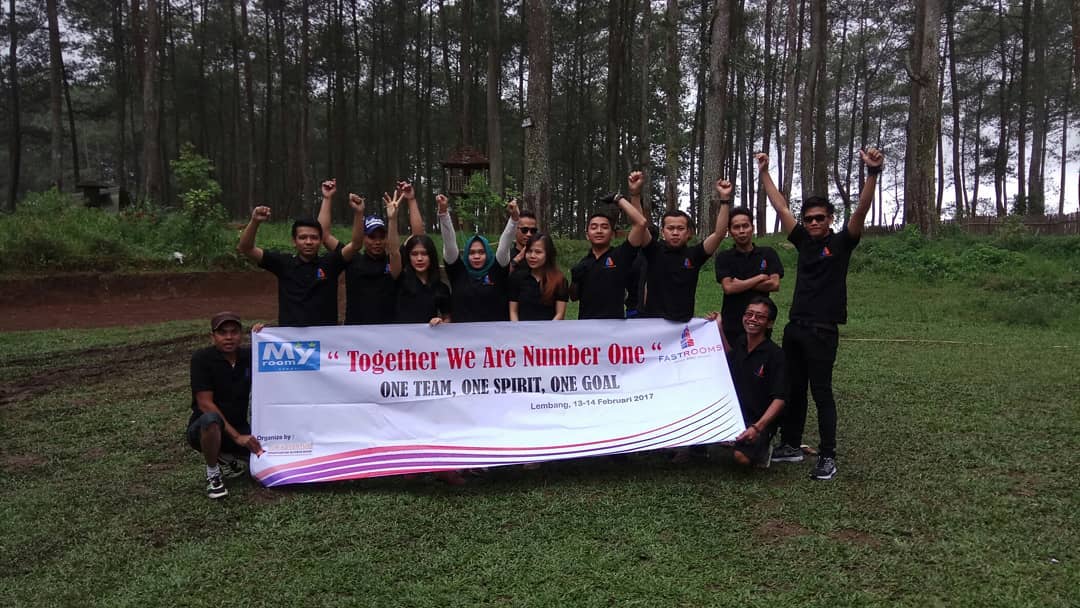 My
room
“ Together We Are Number One “
ONE TEAM, ONE SPIRIT, ONE GOAL
Lembang, 13-14 Februari 2017
FASTROOMS
Organize by :